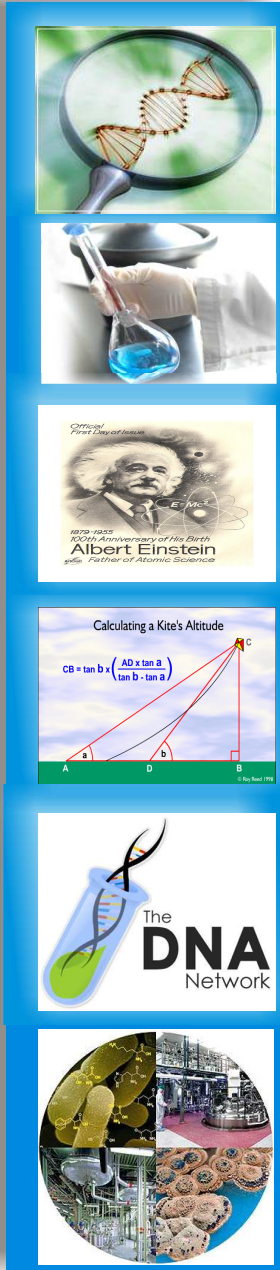 Official
First Day of Issue
E=Mc²
1879-1955
100th Anniversary of His Birth
Albert Einstein
Father of Atomic Science
Calculating a Kite's Altitude
CB = tan b x ( AD x tan a / tan b - tan a )
C
a
b
A D B
© Ray Reed 1998
The
DNA
Network